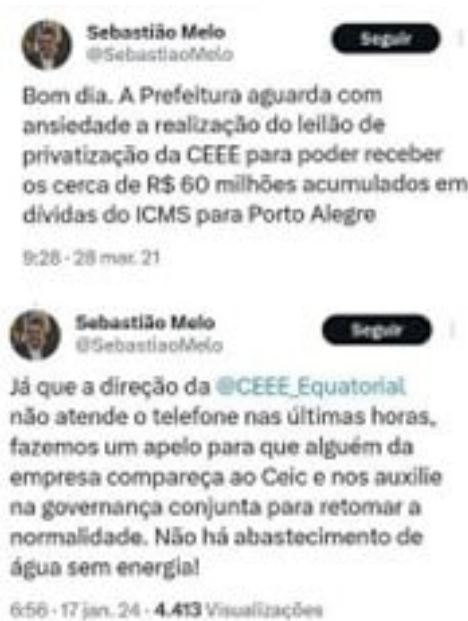 Sebastião Melo
Seguir
@SebastiaoMelo
Bom dia. A Prefeitura aguarda com
ansiedade a realização do leilão de
privatização da CEEE para poder receber
os cerca de R$ 60 milhões acumulados em
dívidas do ICMS para Porto Alegre
9:28 · 28 mar. 21
Sebastião Melo
Seguir
@SebastiaoMelo
Já que a direção da @CEEE_Equatorial
não atende o telefone nas últimas horas,
fazemos um apelo para que alguém da
empresa compareça ao Ceic e nos auxilie
na governança conjunta para retomar a
normalidade. Não há abastecimento de
água sem energia!
6:56 · 17 jan. 24 · 4.413 Visualizações